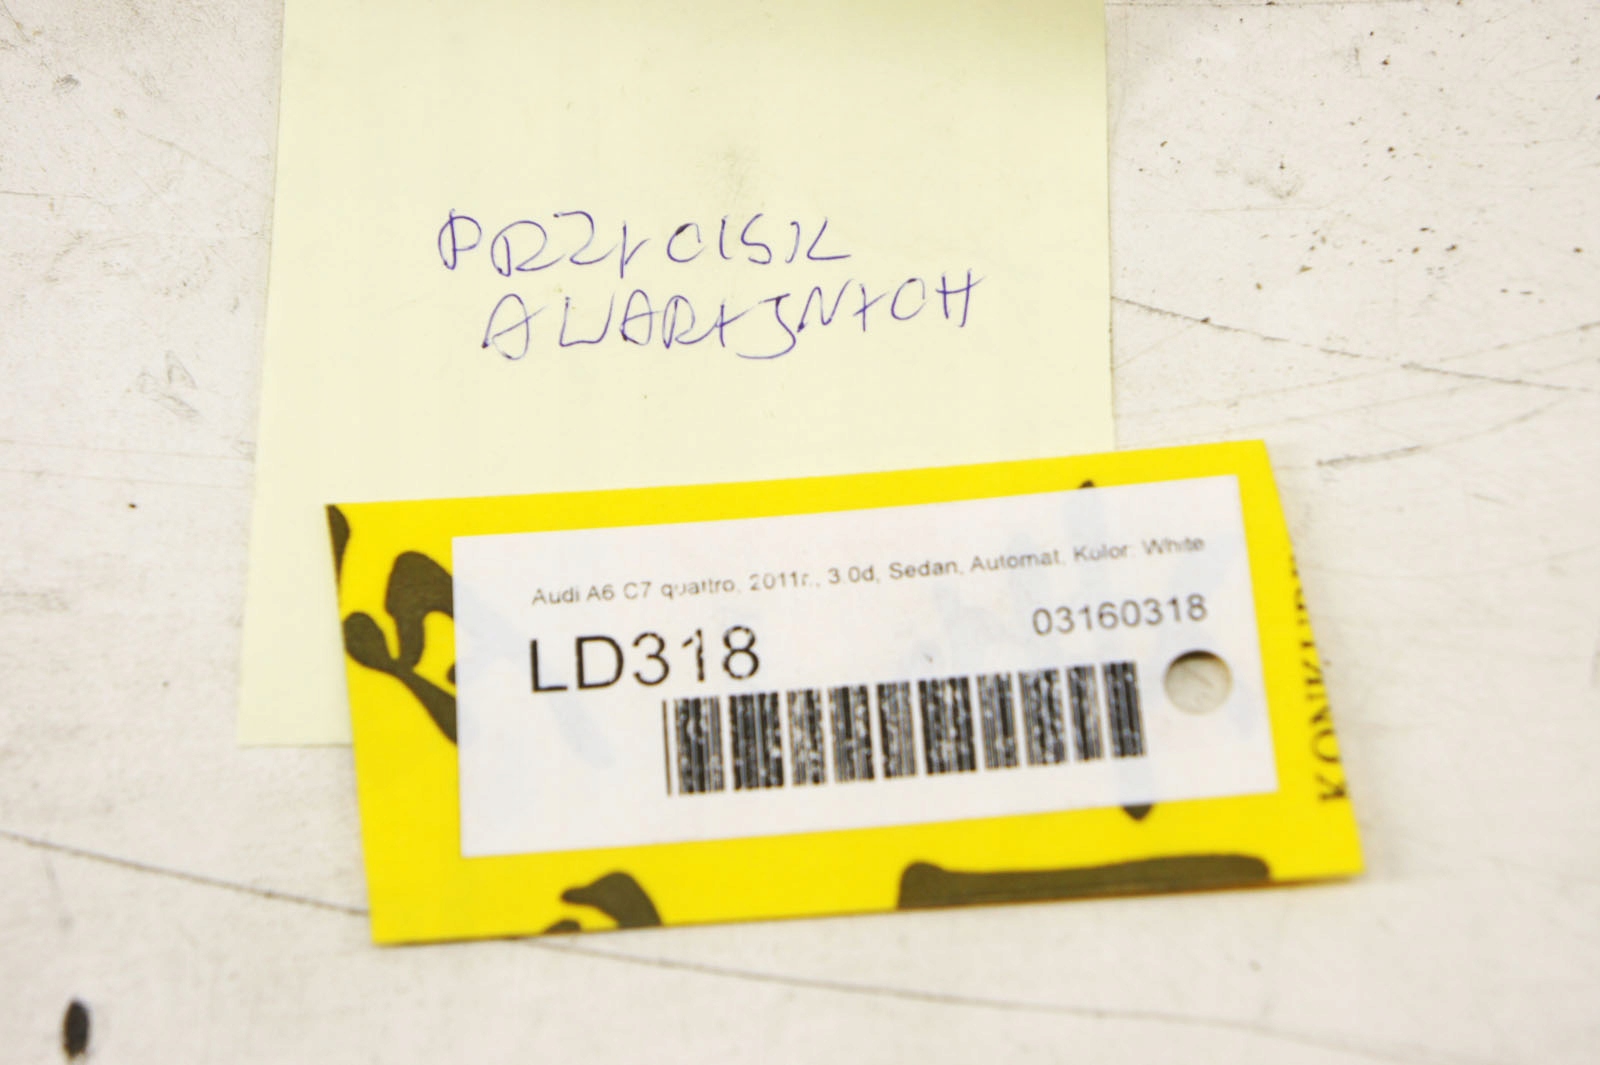 PRZYCISK
AWARYJNYCH
Audi A6 C7 quattro, 2011r., 3.0d, Sedan, Automat, Kolor: White
03160318
LD318